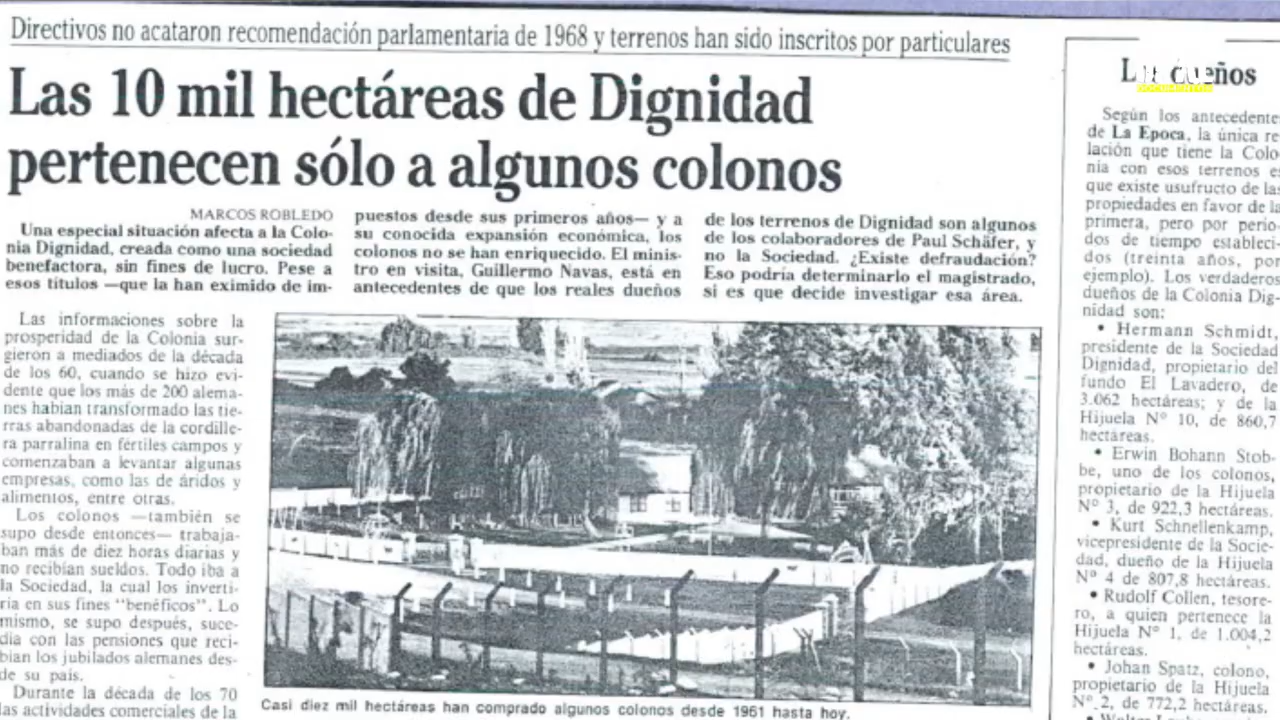 Directivos no acataron recomendación parlamentaria de 1968 y terrenos han sido inscritos por particulares
Las 10 mil hectáreas de Dignidad
pertenecen sólo a algunos colonos
MARCOS ROBLEDO
Una especial situación afecta a la Colo-
nia Dignidad, creada como una sociedad
benefactora, sin fines de lucro. Pese a
esos títulos —que la han eximido de im-
puestos desde sus primeros años— y a
su conocida expansión económica, los
colonos no se han enriquecido. El minis-
tro en visita, Guillermo Navas, está en
antecedentes de que los reales dueños
de los terrenos de Dignidad son algunos
de los colaboradores de Paul Schäfer, y
no la Sociedad. ¿Existe defraudación?
Eso podría determinarlo el magistrado,
si es que decide investigar esa área.
Las informaciones sobre la
prosperidad de la Colonia sur-
gieron a mediados de la década
de los 60, cuando se hizo evi-
dente que los más de 200 alema-
nes habían transformado las tie-
rras abandonadas de la cordille-
ra parralina en fértiles campos y
comenzaban a levantar algunas
empresas, como las de áridos y
alimentos, entre otras.
Los colonos —también se
supo desde entonces— trabaja-
ban más de diez horas diarias y
no recibían sueldos. Todo iba a
la Sociedad, la cual los inverti-
ría en sus fines "benéficos". Lo
mismo, se supo después, suce-
día con las pensiones que reci-
bían los jubilados alemanes des-
de su país.
Durante la década de los 70
las actividades comerciales de la
Casi diez mil hectáreas han comprado algunos colonos desde 1961 hasta hoy.
dueños
Según los antecedente
de La Epoca, la única re
lación que tiene la Colo-
nia con esos terrenos e
que existe usufructo de las
propiedades en favor de la
primera, pero por perio-
dos de tiempo estableci-
dos (treinta años, por
ejemplo). Los verdaderos
dueños de la Colonia Dig-
nidad son:
• Hermann Schmidt,
presidente de la Sociedad
Dignidad, propietario del
fundo El Lavadero, de
3.062 hectáreas; y de la
Hijuela Nº 10, de 860,7
hectáreas.
• Erwin Bohann Stob-
be, uno de los colonos,
propietario de la Hijuela
Nº 3, de 922,3 hectáreas.
• Kurt Schnellenkamp,
vicepresidente de la Socie-
dad, dueño de la Hijuela
Nº 4 de 807,8 hectáreas.
• Rudolf Collen, tesore-
ro, a quien pertenece la
Hijuela Nº 1, de 1.004,2
hectáreas.
• Johan Spatz, colono,
propietario de la Hijuela
Nº 2, de 772,2 hectáreas.